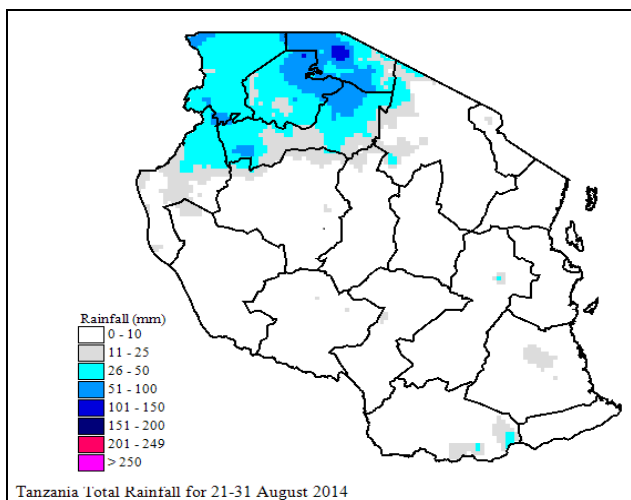 Rainfall (mm)
0 - 10
11 - 25
26 - 50
51 - 100
101 - 150
151 - 200
201 - 249
> 250
Tanzania Total Rainfall for 21-31 August 2014